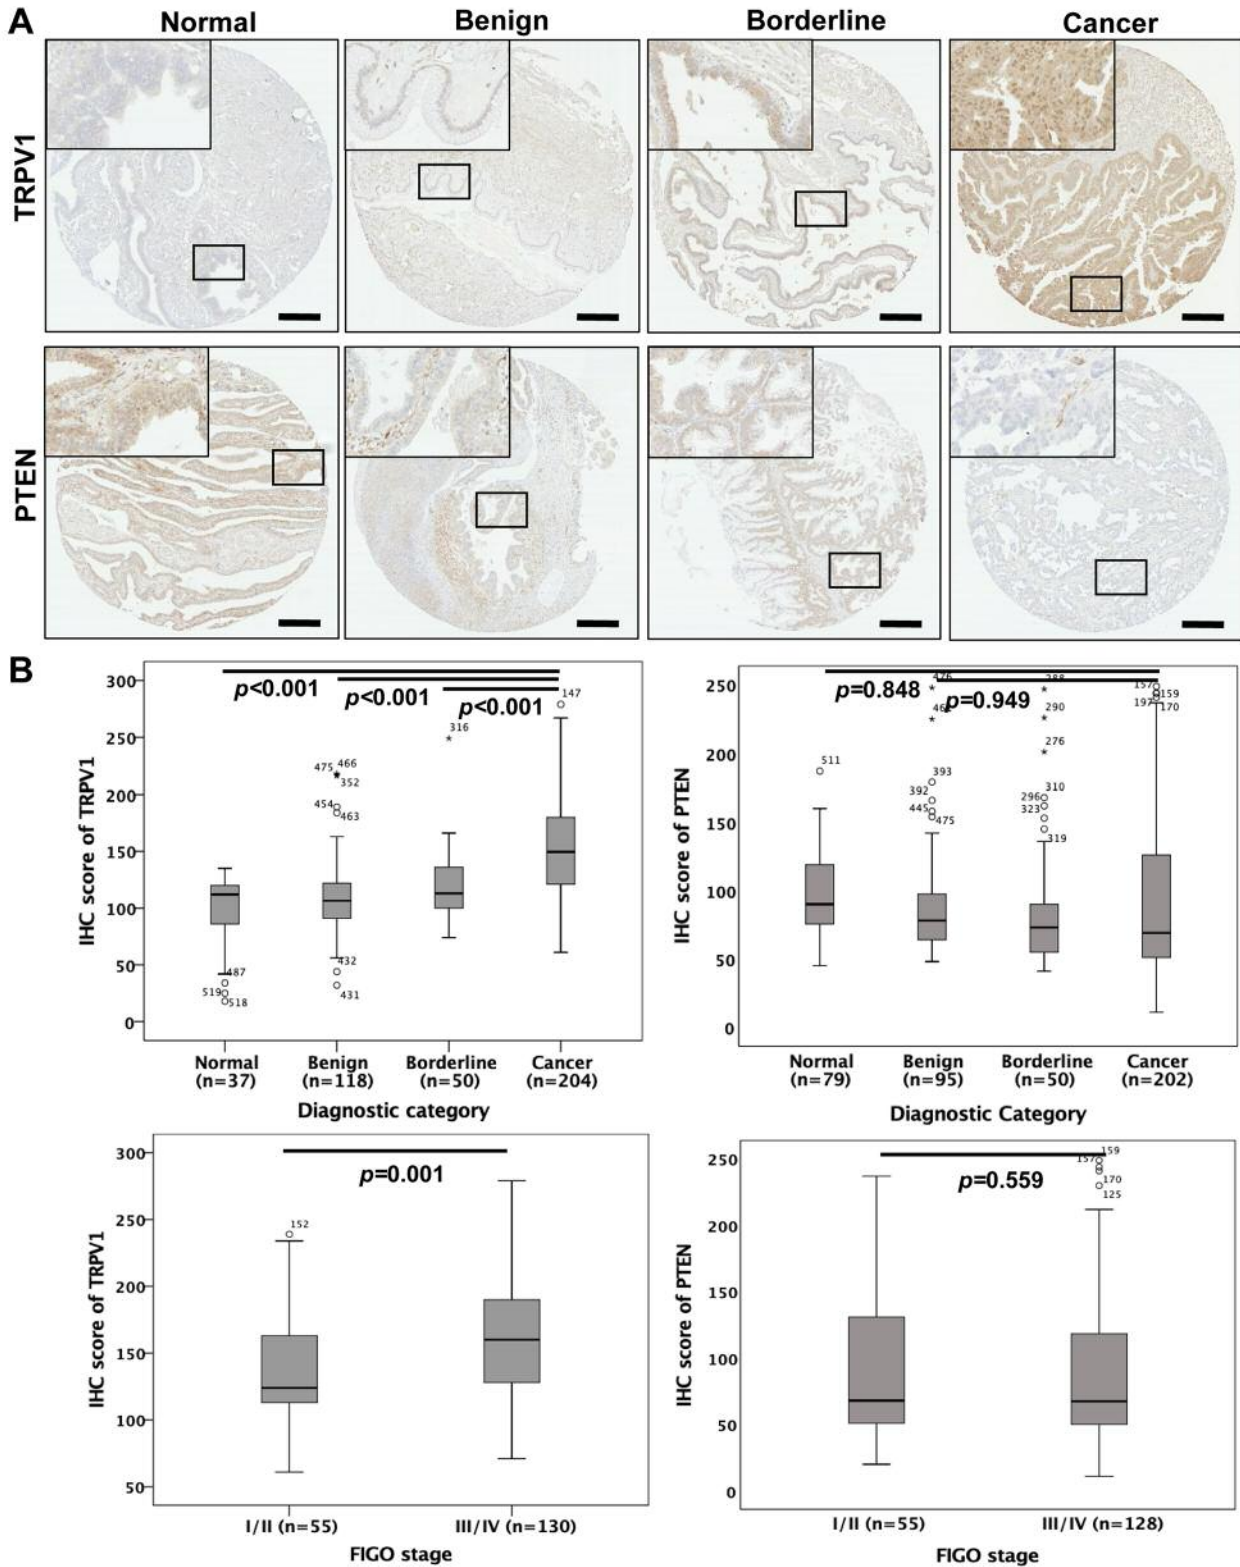 A
Normal
Benign
Borderline
Cancer
TRPV1
PTEN
B
IHC score of TRPV1
300
250
200
150
100
50
0
p<0.001
p<0.001
p<0.001
147
316
475
466
352
454
463
432
431
487
519
518
Normal
(n=37)
Benign
(n=118)
Borderline
(n=50)
Cancer
(n=204)
Diagnostic category
IHC score of PTEN
250
200
150
100
50
0
p=0.848
p=0.949
476
511
393
392
445
475
290
276
310
296
323
319
157
159
197
170
Normal
(n=79)
Benign
(n=95)
Borderline
(n=50)
Cancer
(n=202)
Diagnostic Category
IHC score of TRPV1
300
250
200
150
100
50
p=0.001
152
I/II (n=55)
III/IV (n=130)
FIGO stage
IHC score of PTEN
250
200
150
100
50
0
p=0.559
159
157
170
125
I/II (n=55)
III/IV (n=128)
FIGO stage